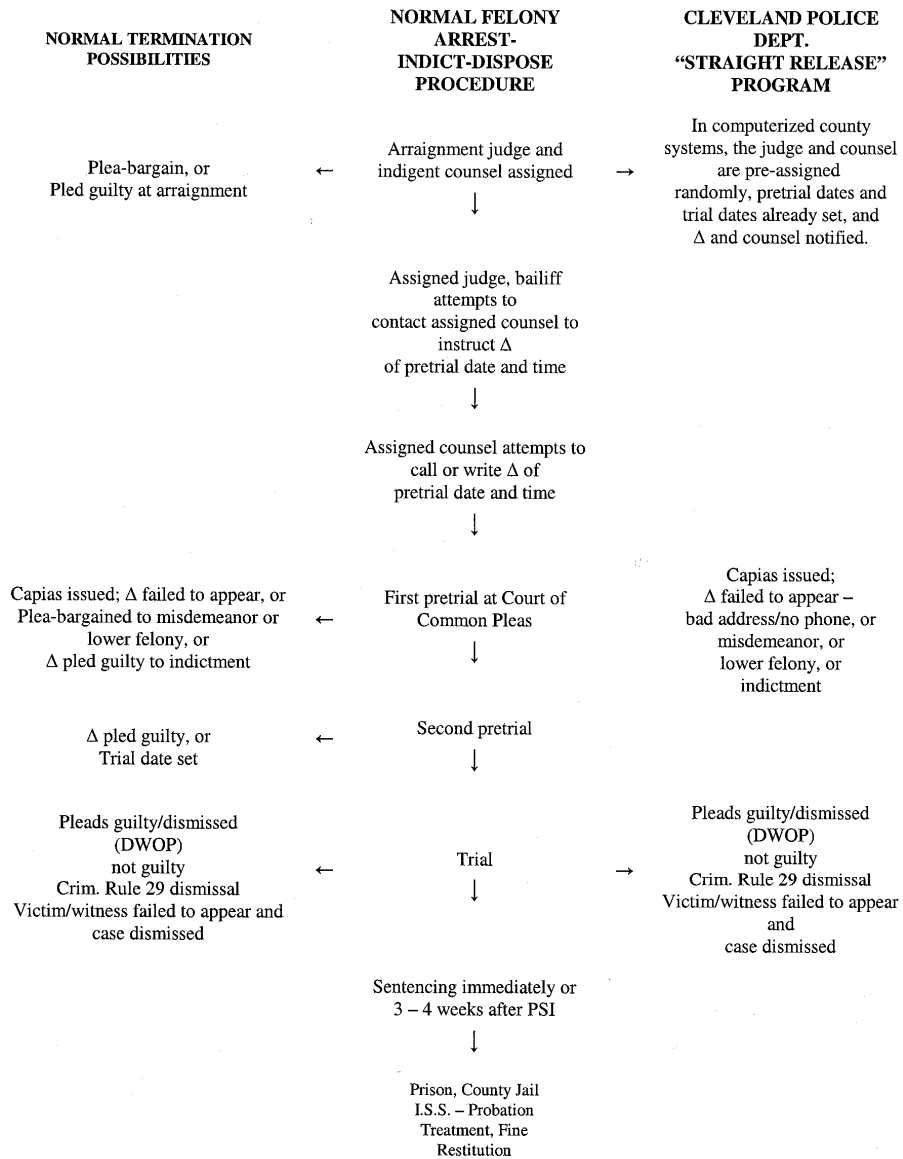 NORMAL TERMINATION
POSSIBILITIES
NORMAL FELONY
ARREST-
INDICT-DISPOSE
PROCEDURE
CLEVELAND POLICE
DEPT.
“STRAIGHT RELEASE”
PROGRAM
Plea-bargain, or
Pled guilty at arraignment
←
Arraignment judge and
indigent counsel assigned
→
In computerized county
systems, the judge and counsel
are pre-assigned
randomly, pretrial dates and
trial dates already set, and
Δ and counsel notified.
↓
Assigned judge, bailiff
attempts to
contact assigned counsel to
instruct Δ
of pretrial date and time
↓
Assigned counsel attempts to
call or write Δ of
pretrial date and time
↓
Capias issued; Δ failed to appear, or
Plea-bargained to misdemeanor or
lower felony, or
Δ pled guilty to indictment
←
First pretrial at Court of
Common Pleas
Capias issued;
Δ failed to appear –
bad address/no phone, or
misdemeanor, or
lower felony, or
indictment
↓
Δ pled guilty, or
Trial date set
←
Second pretrial
↓
Pleads guilty/dismissed
(DWOP)
not guilty
Crim. Rule 29 dismissal
Victim/witness failed to appear and
case dismissed
←
Trial
→
Pleads guilty/dismissed
(DWOP)
not guilty
Crim. Rule 29 dismissal
Victim/witness failed to appear
and
case dismissed
↓
Sentencing immediately or
3 – 4 weeks after PSI
↓
Prison, County Jail
I.S.S. – Probation
Treatment, Fine
Restitution